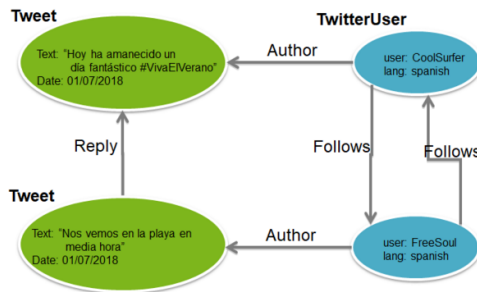 Tweet
TwitterUser
Text: "Hoy ha amanecido un
día fantástico #VivaElVerano"
Date: 01/07/2018
Author
user: CoolSurfer
lang: spanish
Reply
Follows
Follows
Tweet
Text: "Nos vemos en la playa en
media hora"
Date: 01/07/2018
Author
user: FreeSoul
lang: spanish